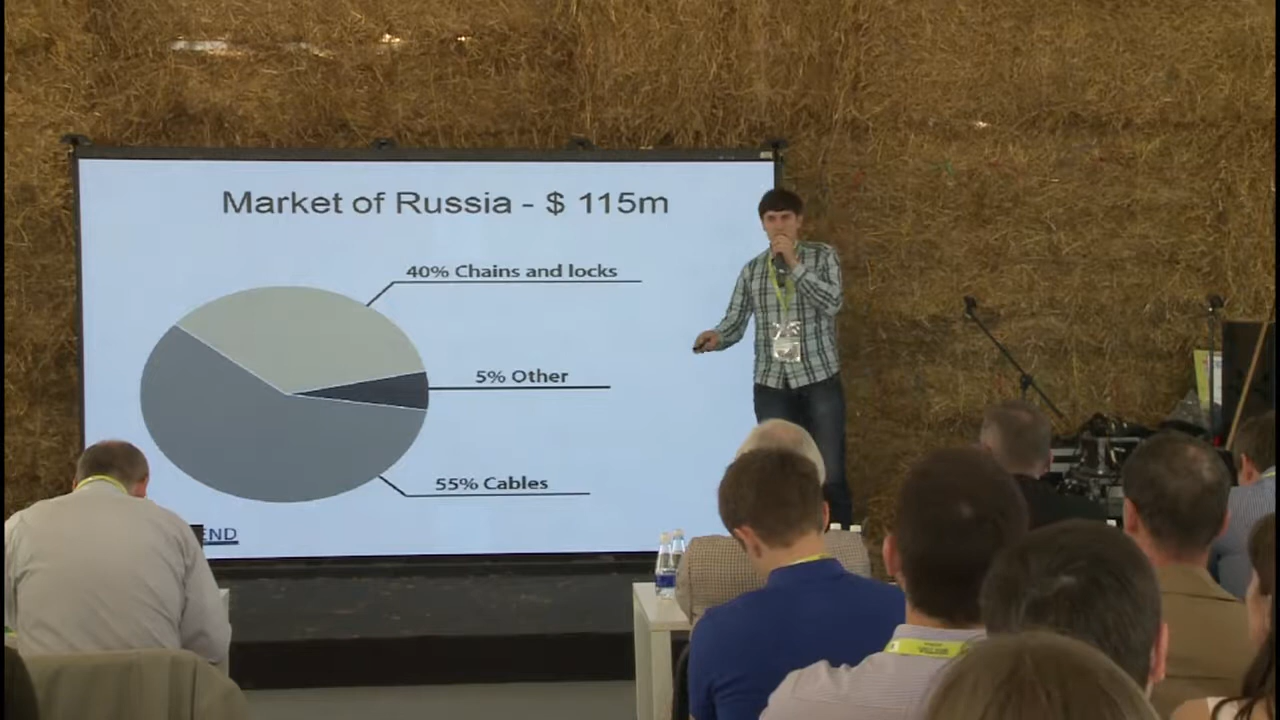 Market of Russia - $ 115m
40% Chains and locks
5% Other
55% Cables
END